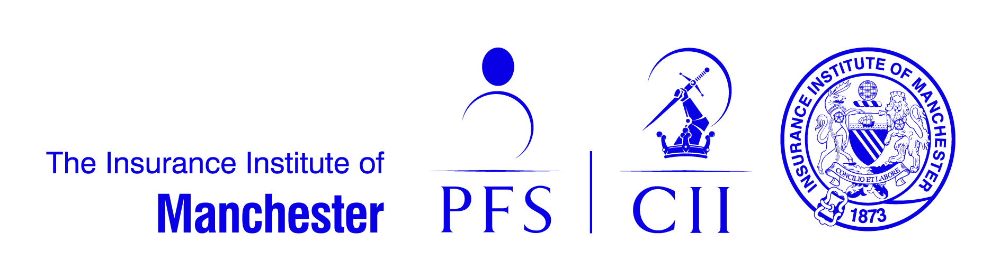 The Insurance Institute of
Manchester
PFS
CII
INSURANCE INSTITUTE OF MANCHESTER
CONCILIO ET LABORE
1873